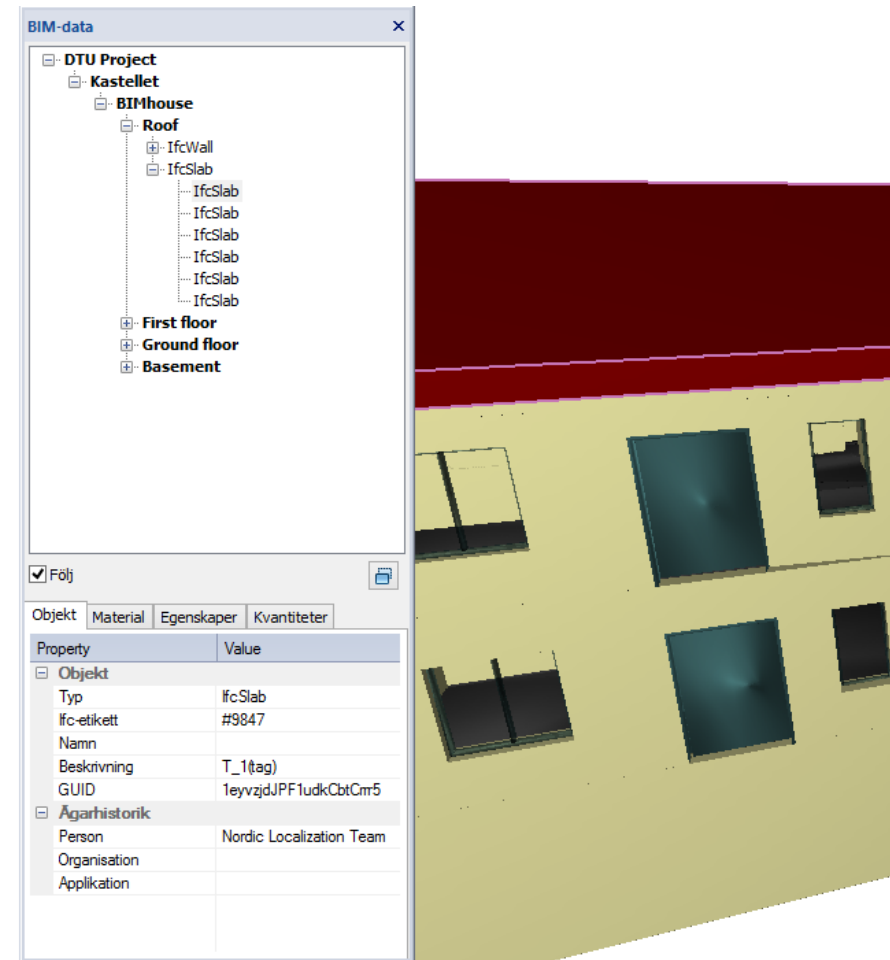 BIM-data
DTU Project
Kastellet
BIMhouse
Roof
IfcWall
IfcSlab
IfcSlab
IfcSlab
IfcSlab
IfcSlab
IfcSlab
IfcSlab
First floor
Ground floor
Basement
Följ
Objekt Material Egenskaper Kvantiteter
Property Value
Objekt
Typ IfcSlab
Ifc-etikett #9847
Namn
Beskrivning T_1(tag)
GUID 1eyvzjdJPF1udkCbtCrrr5
Ägarhistorik
Person Nordic Localization Team
Organisation
Applikation